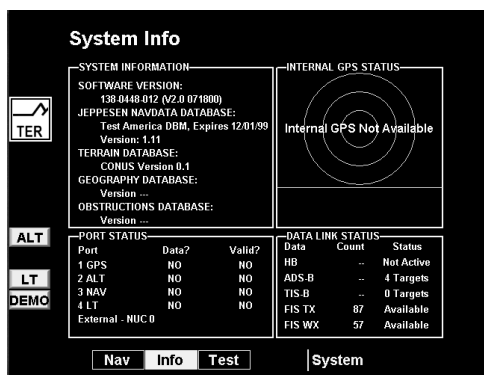 System Info
SYSTEM INFORMATION
SOFTWARE VERSION:
138-0448-012 (V2.0 071800)
JEPPESEN NAVDATA DATABASE:
Test America DBM, Expires 12/01/99
Version: 1.11
TERRAIN DATABASE:
CONUS Version 0.1
GEOGRAPHY DATABASE:
Version ---
OBSTRUCTIONS DATABASE:
Version ---
INTERNAL GPS STATUS
Internal GPS Not Available
TER
ALT
LT
DEMO
PORT STATUS
Port Data? Valid?
1 GPS NO NO
2 ALT NO NO
3 NAV NO NO
4 LT NO NO
External - NUC 0
DATA LINK STATUS
Data Count Status
HB -- Not Active
ADS-B -- 4 Targets
TIS-B -- 0 Targets
FIS TX 87 Available
FIS WX 57 Available
Nav Info Test System